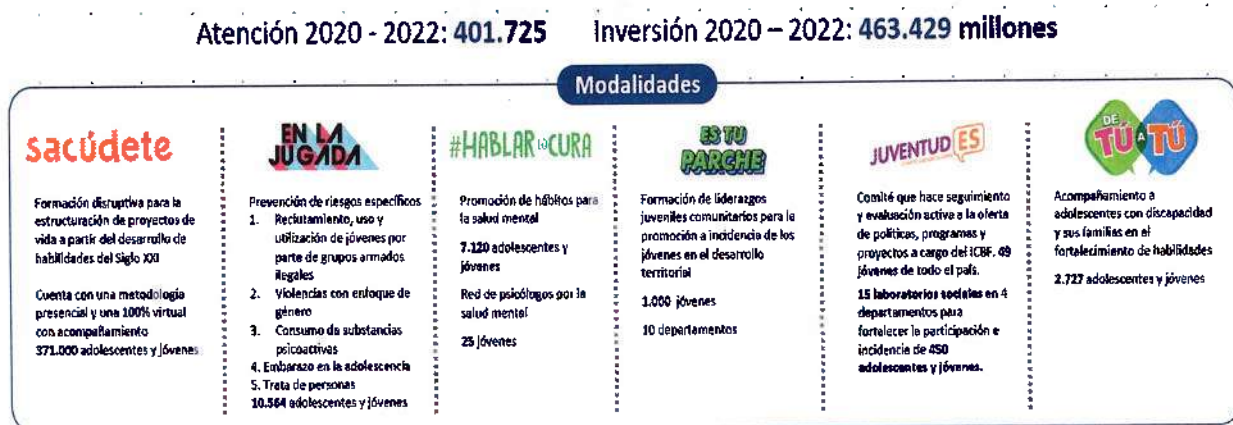 Atención 2020 - 2022: 401.725 Inversión 2020 – 2022: 463.429 millones
Modalidades
sacúdete
Formación disruptiva para la
estructuración de proyectos de
vida a partir del desarrollo de
habilidades del Siglo XXI
Cuenta con una metodología
presencial y una 100% virtual
con acompañamiento
371.000 adolescentes y jóvenes
EN LA
JUGADA
Prevención de riesgos específicos
1. Reclutamiento, uso y
utilización de jóvenes por
parte de grupos armados
ilegales
2. Violencias con enfoque de
género
3. Consumo de substancias
psicoactivas
4. Embarazo en la adolescencia
5. Trata de personas
10.564 adolescentes y jóvenes
#HABLAR lo CURA
Promoción de hábitos para
la salud mental
7.120 adolescentes y
jóvenes
Red de psicólogos por la
salud mental
25 jóvenes
ES TU
PARCHE
Formación de liderazgos
juveniles comunitarios para la
promoción a incidencia de los
jóvenes en el desarrollo
territorial
1.000 jóvenes
10 departamentos
JUVENTUD ES
Comité que hace seguimiento
y evaluación activa a la oferta
de políticas, programas y
proyectos a cargo del ICBF. 49
jóvenes de todo el país.
15 laboratorios sociales en 4
departamentos para
fortalecer la participación e
incidencia de 450
adolescentes y jóvenes.
DE
TÚ A TÚ
Acompañamiento a
adolescentes con discapacidad
y sus familias en el
fortalecimiento de habilidades
2.727 adolescentes y jóvenes